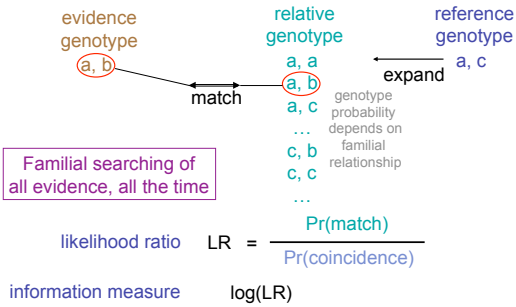 evidence
genotype
a, b
relative
genotype
a, a
a, b
a, c
...
c, b
c, c
...
reference
genotype
a, c
expand
match
genotype
probability
depends on
familial
relationship
Familial searching of
all evidence, all the time
likelihood ratio LR = Pr(match)
Pr(coincidence)
information measure log(LR)